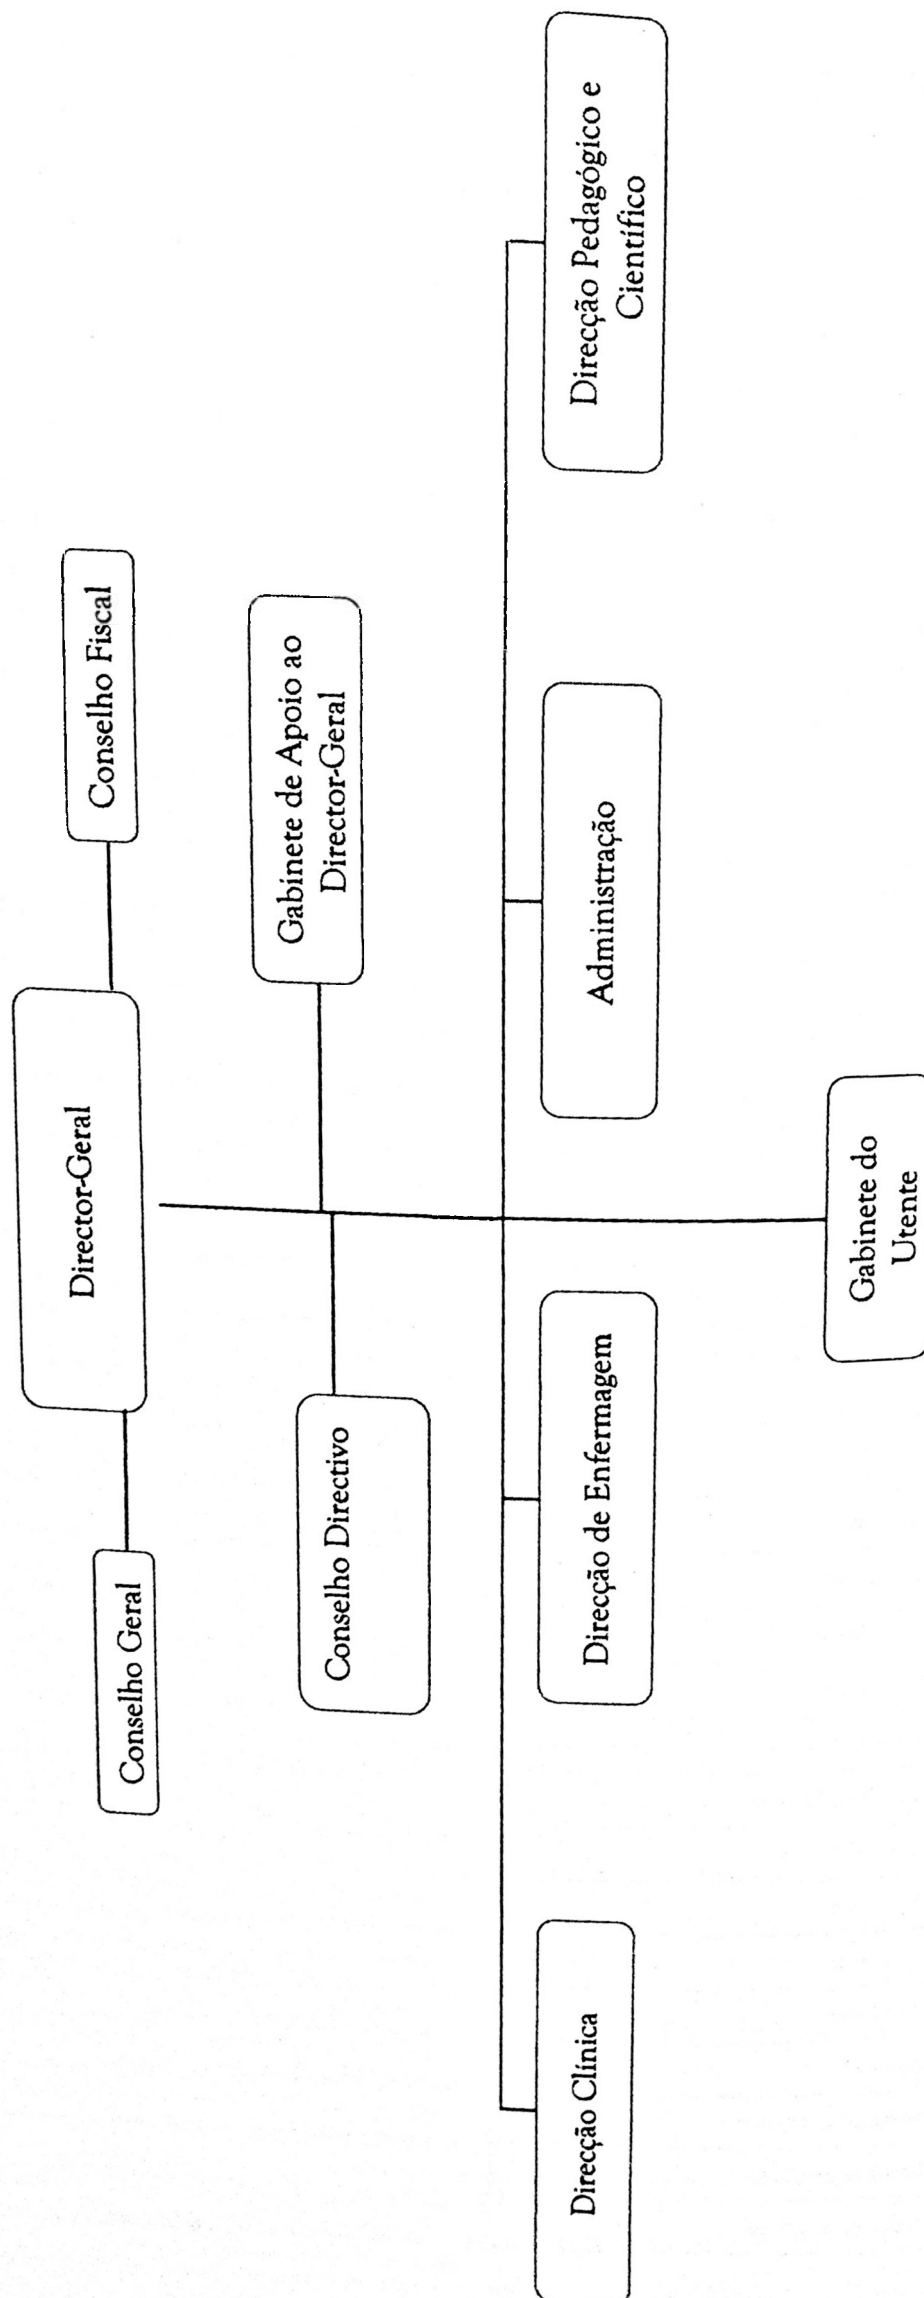 Director-Geral
Conselho Geral
Conselho Fiscal
Gabinete de Apoio ao
Director-Geral
Conselho Directivo
Direcção Clínica
Direcção de Enfermagem
Administração
Direcção Pedagógico e
Científico
Gabinete do
Utente